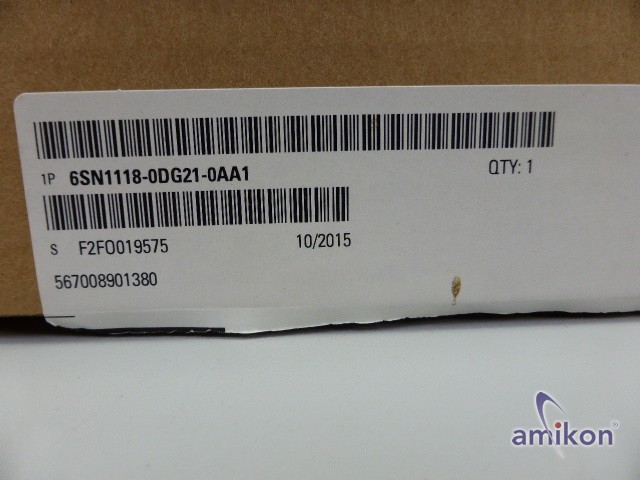 1P 6SN1118-0DG21-0AA1 QTY: 1
S F2FO019575 10/2015
567008901380
amikon